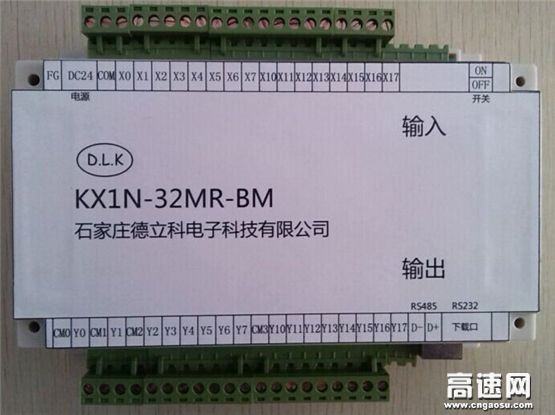 FG DC24 COM X0 X1 X2 X3 X4 X5 X6 X7 X10 X11 X12 X13 X14 X15 X16 X17 ON
OFF
电源 开关
输入
D.L.K
KX1N-32MR-BM
石家庄德立科电子科技有限公司
输出
RS485 RS232
CM0 Y0 CM1 Y1 CM2 Y2 Y3 Y4 Y5 Y6 Y7 CM3 Y10 Y11 Y12 Y13 Y14 Y15 Y16 Y17 D- D+ 下载口
高速网
www.cngaosu.com